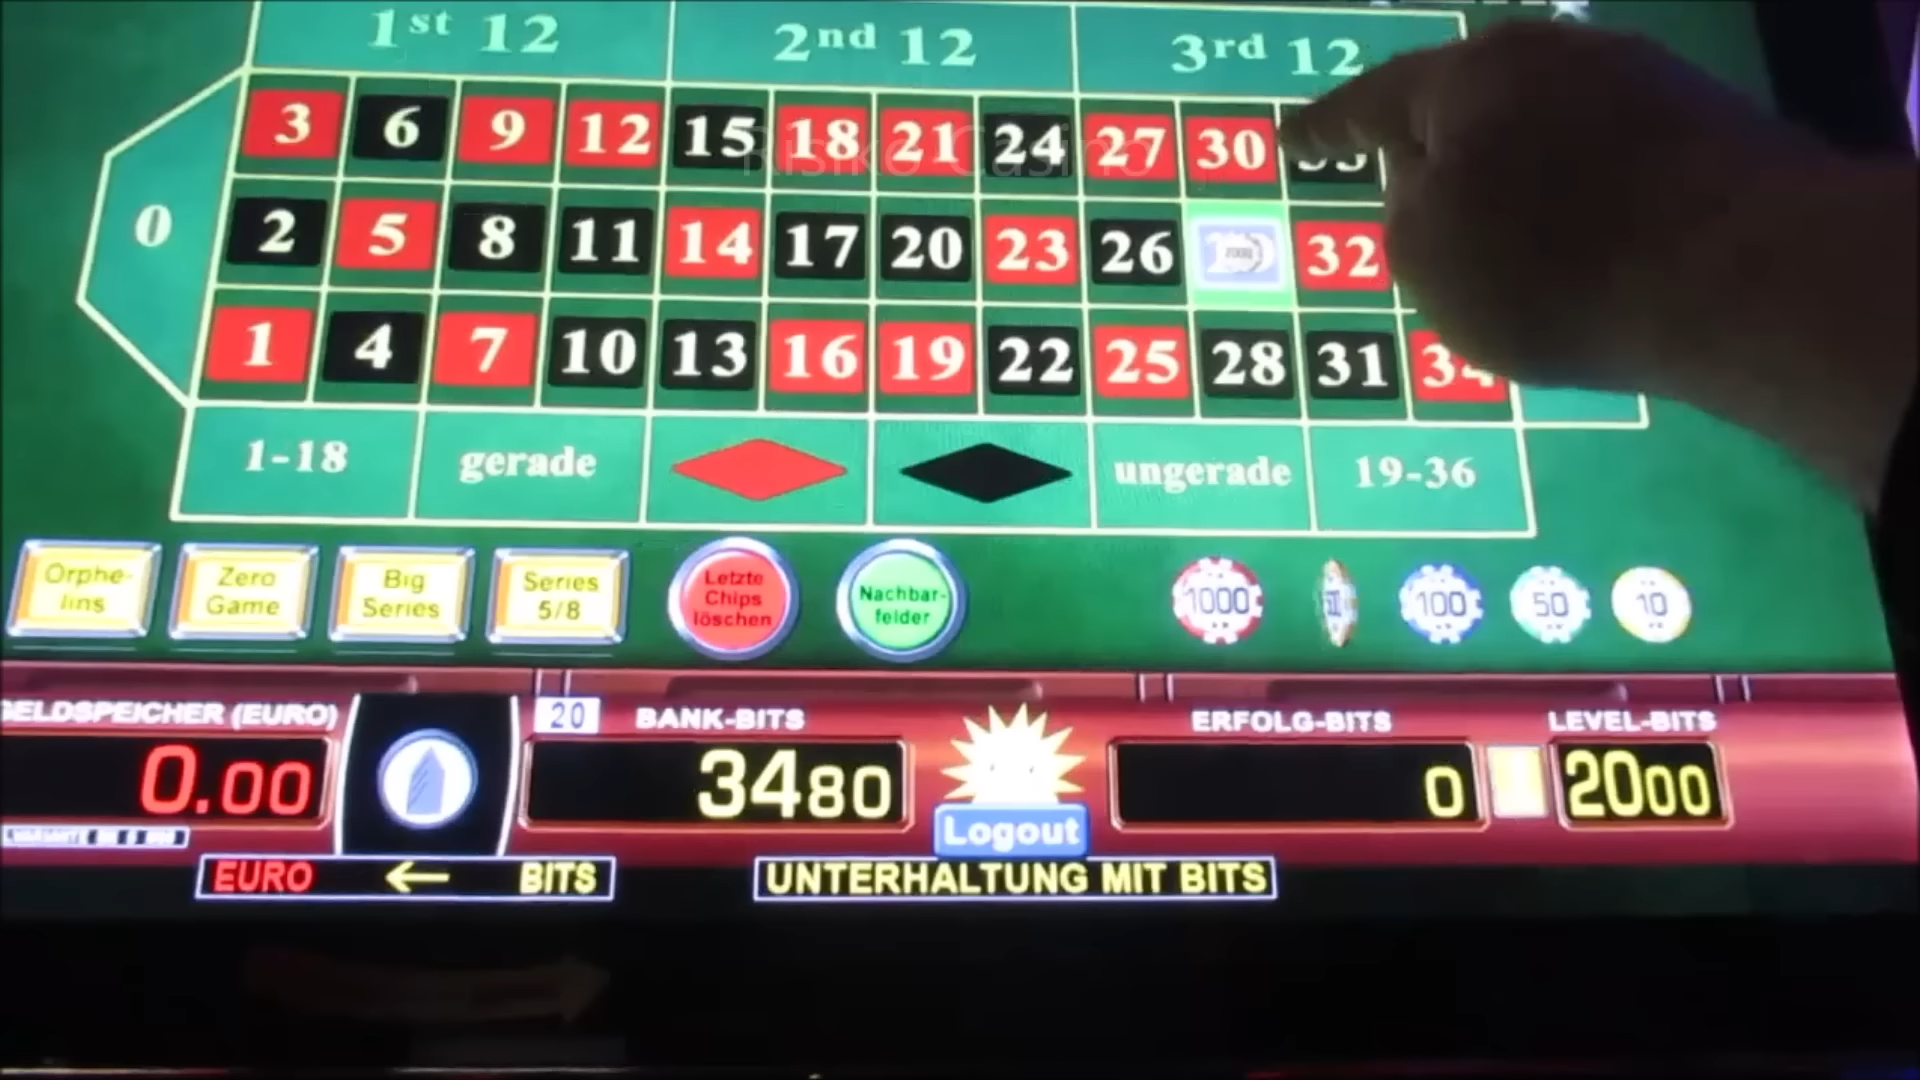 1st 12 2nd 12 3rd 12
3 6 9 12 15 18 21 24 27 30
Risiko Casino
0 2 5 8 11 14 17 20 23 26 32
1 4 7 10 13 16 19 22 25 28 31 34
1-18 gerade ungerade 19-36
Orphe-
lins
Zero
Game
Big
Series
Series
5/8
Letzte
Chips
löschen
Nachbar-
felder
1000 100 50 10
GELDSPEICHER (EURO) 20 BANK-BITS ERFOLG-BITS LEVEL-BITS
0.00 3480 0 2000
Logout
EURO ← BITS UNTERHALTUNG MIT BITS